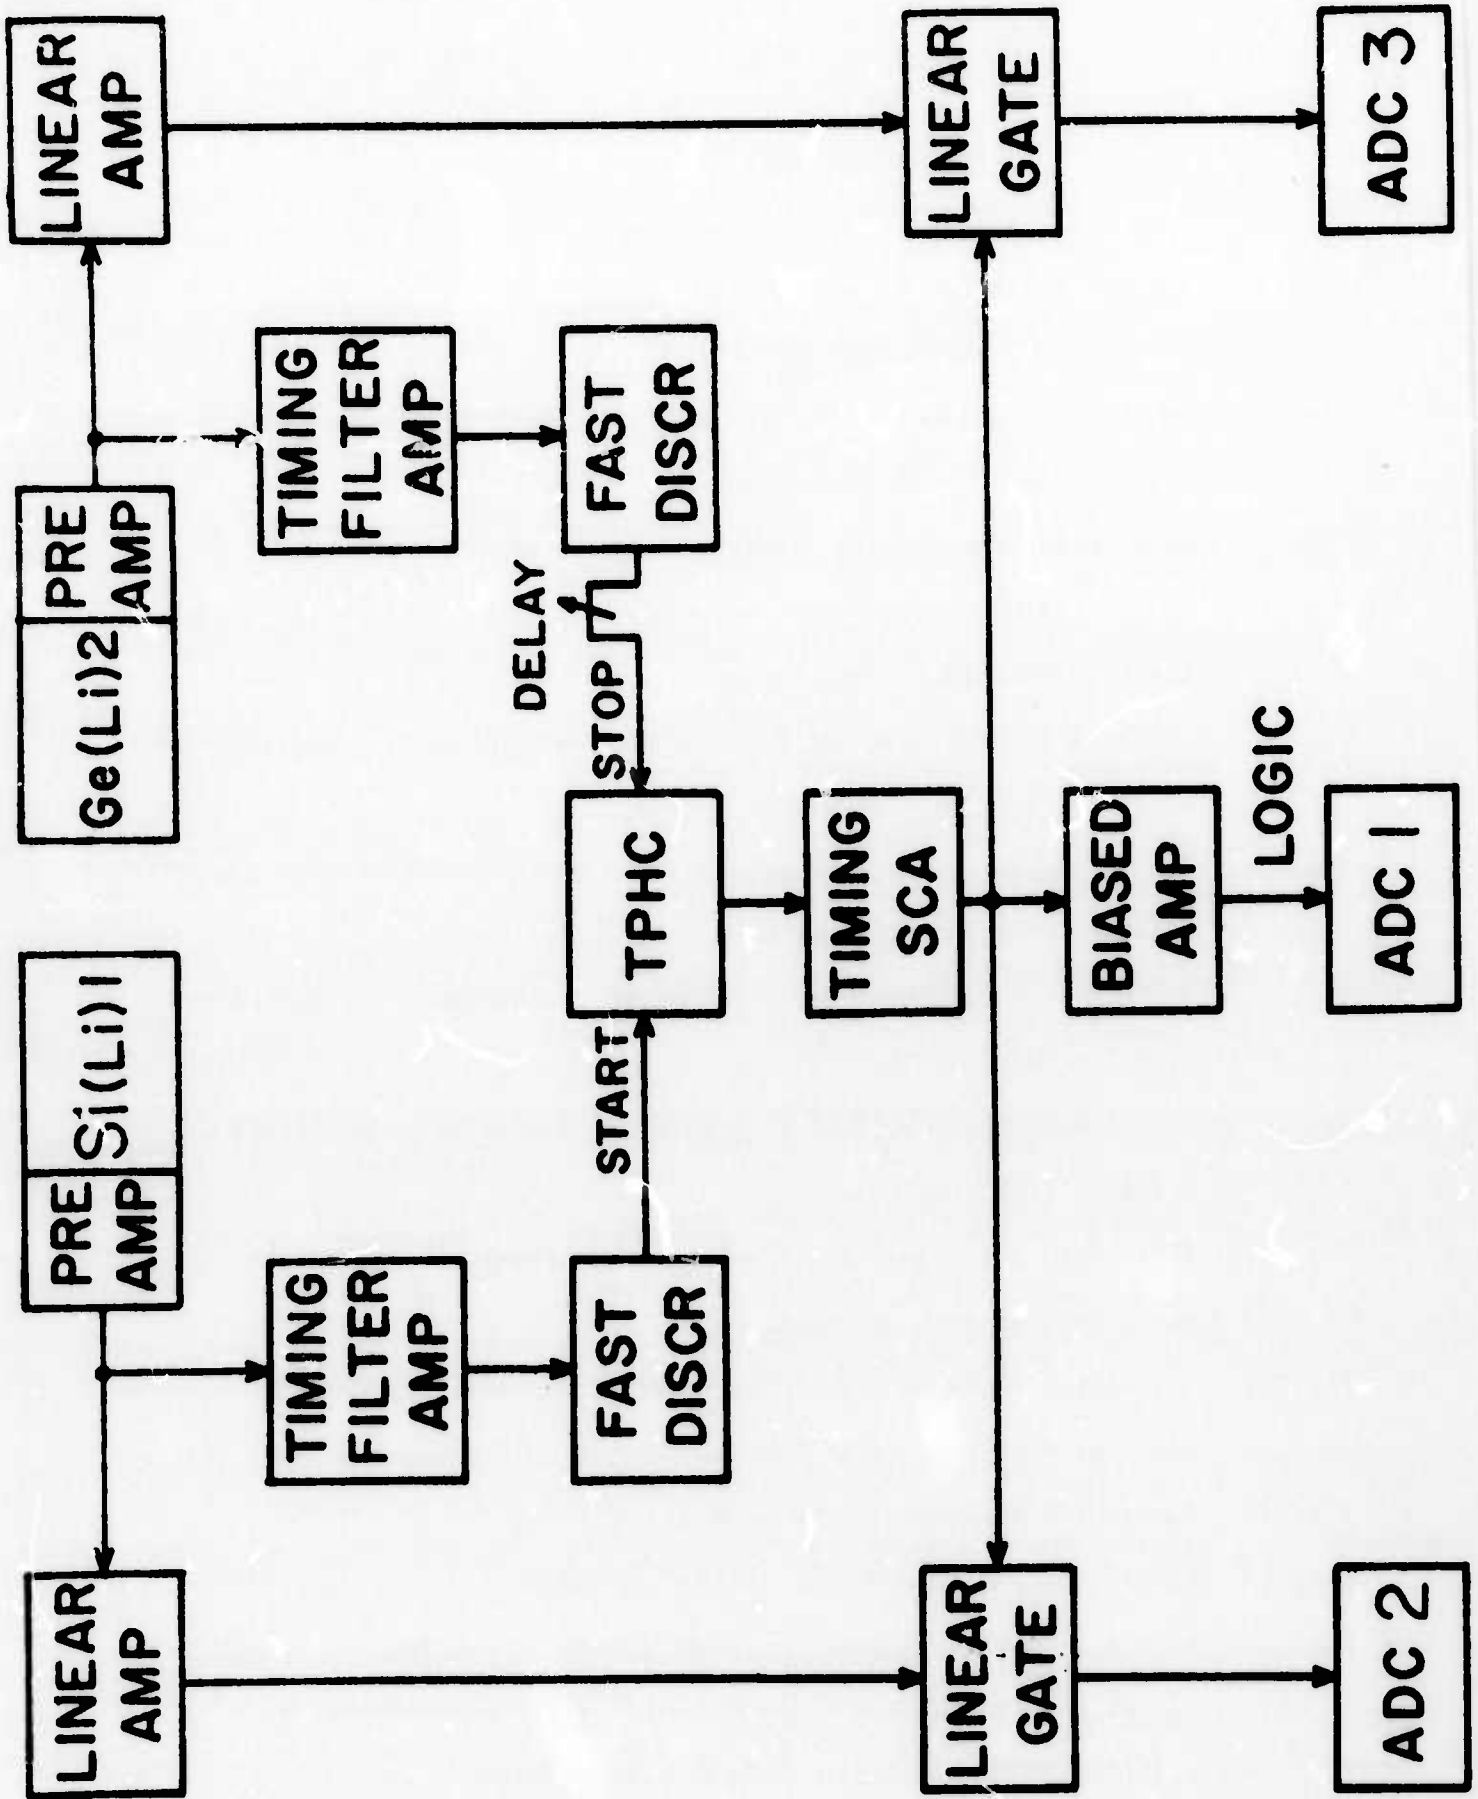 LINEAR
AMP
PRE
AMP
Si(Li)1
Ge(Li)2
PRE
AMP
LINEAR
AMP
TIMING
FILTER
AMP
TIMING
FILTER
AMP
FAST
DISCR
START
TPHC
STOP
DELAY
FAST
DISCR
TIMING
SCA
LINEAR
GATE
BIASED
AMP
LINEAR
GATE
LOGIC
ADC 2
ADC 1
ADC 3